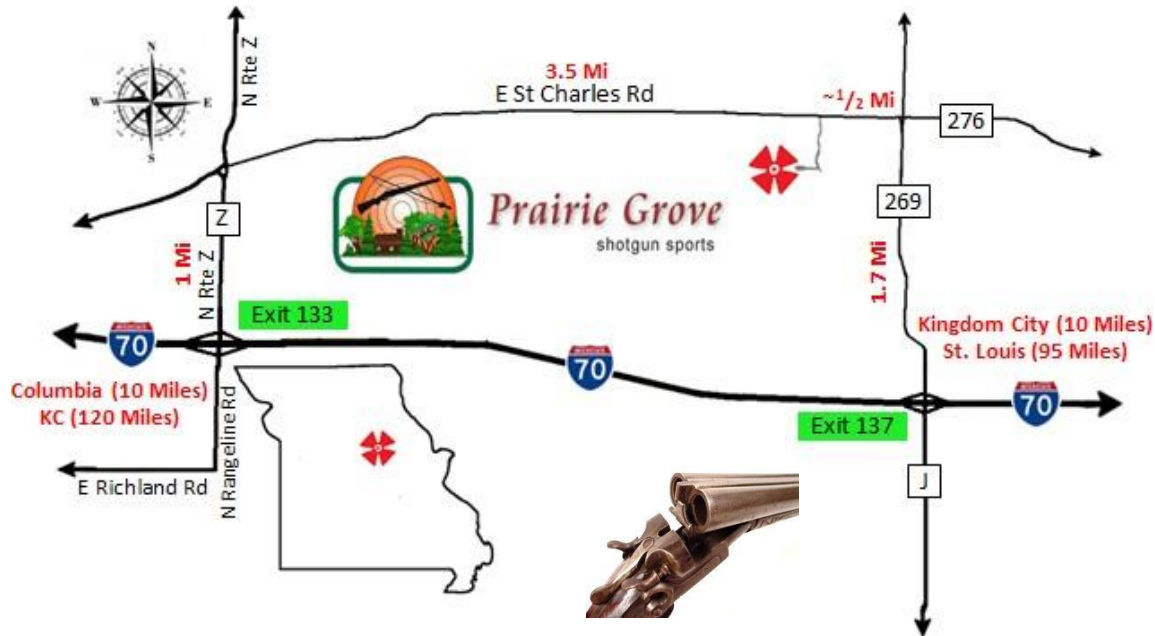 N
W
E
S
N Rte Z
3.5 Mi
E St Charles Rd
~1/2 Mi
276
269
Z
1 Mi
N Rte Z
Prairie Grove
shotgun sports
1.7 Mi
Exit 133
70
Columbia (10 Miles)
KC (120 Miles)
70
Kingdom City (10 Miles)
St. Louis (95 Miles)
70
Exit 137
J
N Rangeline Rd
E Richland Rd